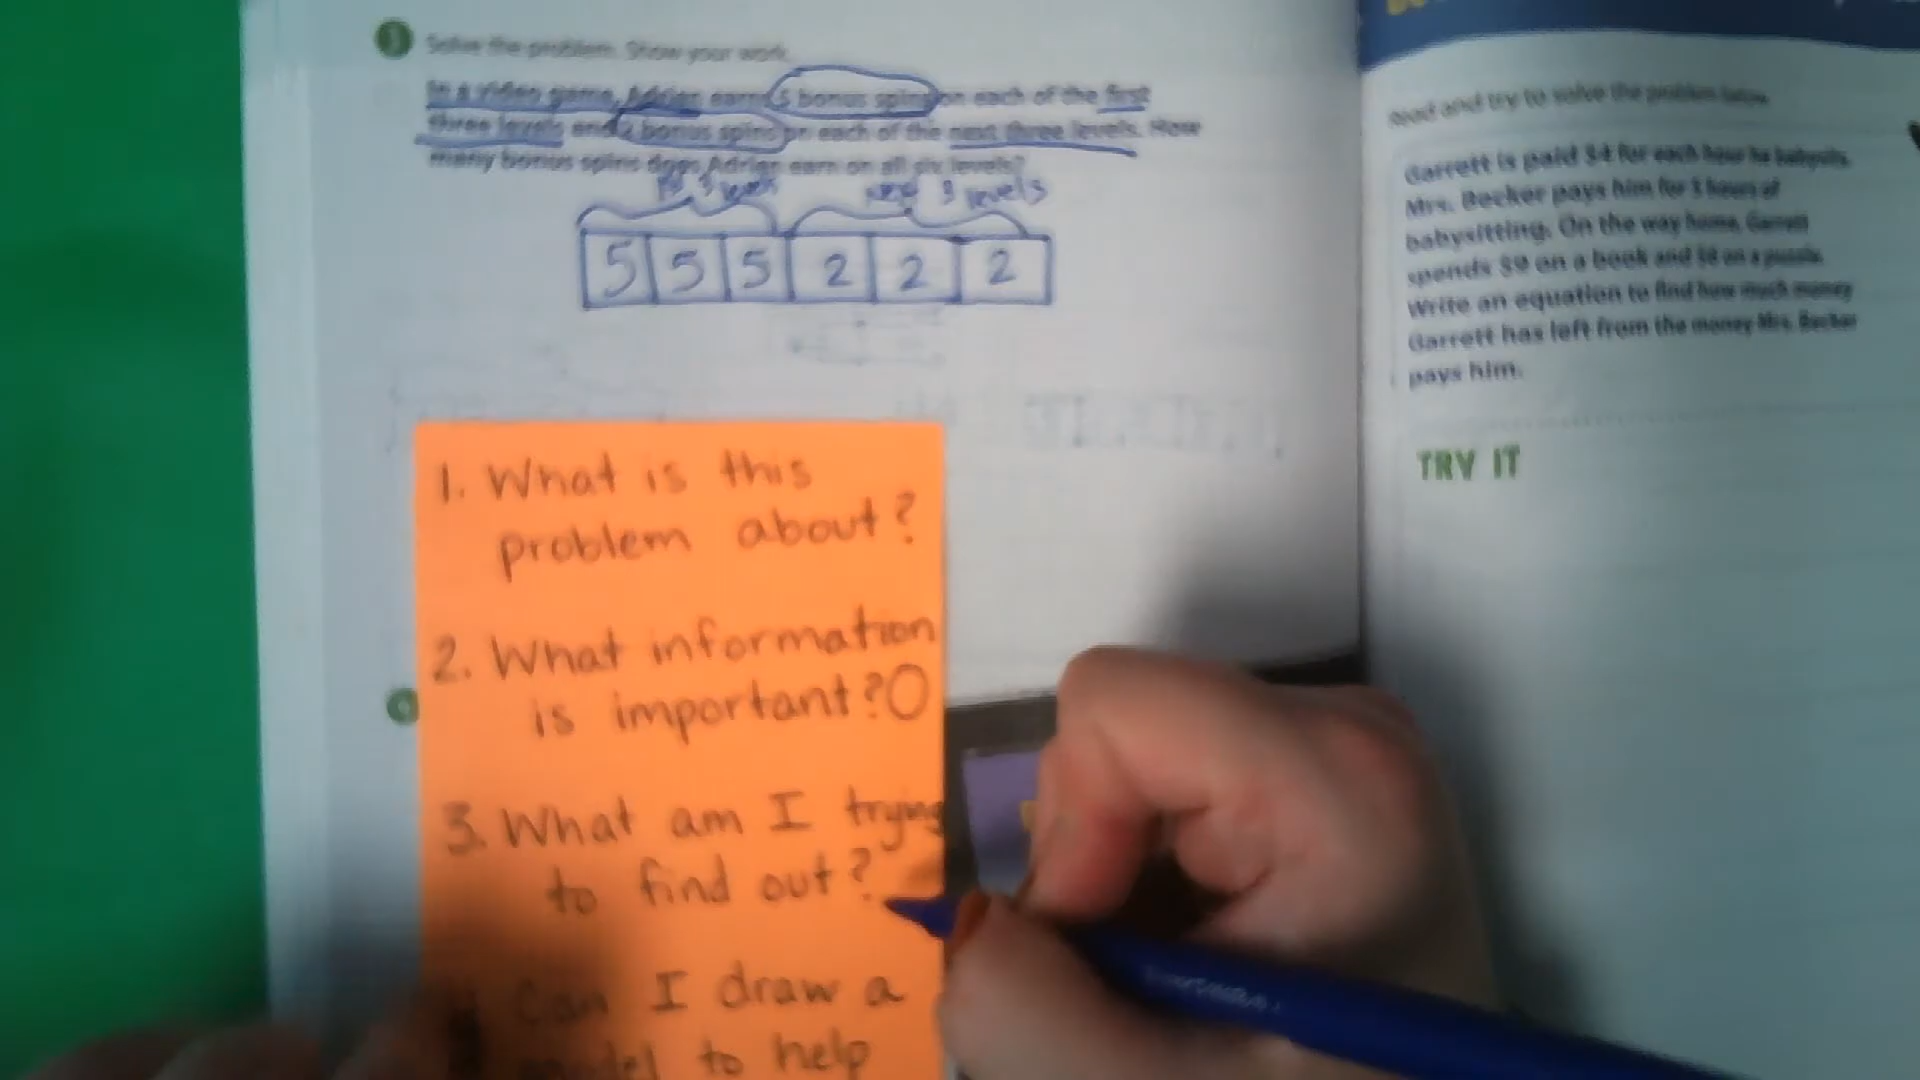 3 Solve the problem. Show your work.
In a video game, Adrian earns 5 bonus spins on each of the first
three levels and 2 bonus spins on each of the next three levels. How
many bonus spins does Adrian earn on all six levels?
3 levels
5 5 5 2 2 2
1. What is this
problem about?
2. What information
is important? O
3. What am I trying
to find out?
Can I draw a
to help
Read and try to solve the problem below.
Garrett is paid $4 for each hour he babysits.
Mrs. Becker pays him for 5 hours of
babysitting. On the way home, Garrett
spends $9 on a book and $8 on a puzzle.
Write an equation to find how much money
Garrett has left from the money Mrs. Becker
pays him.
TRY IT